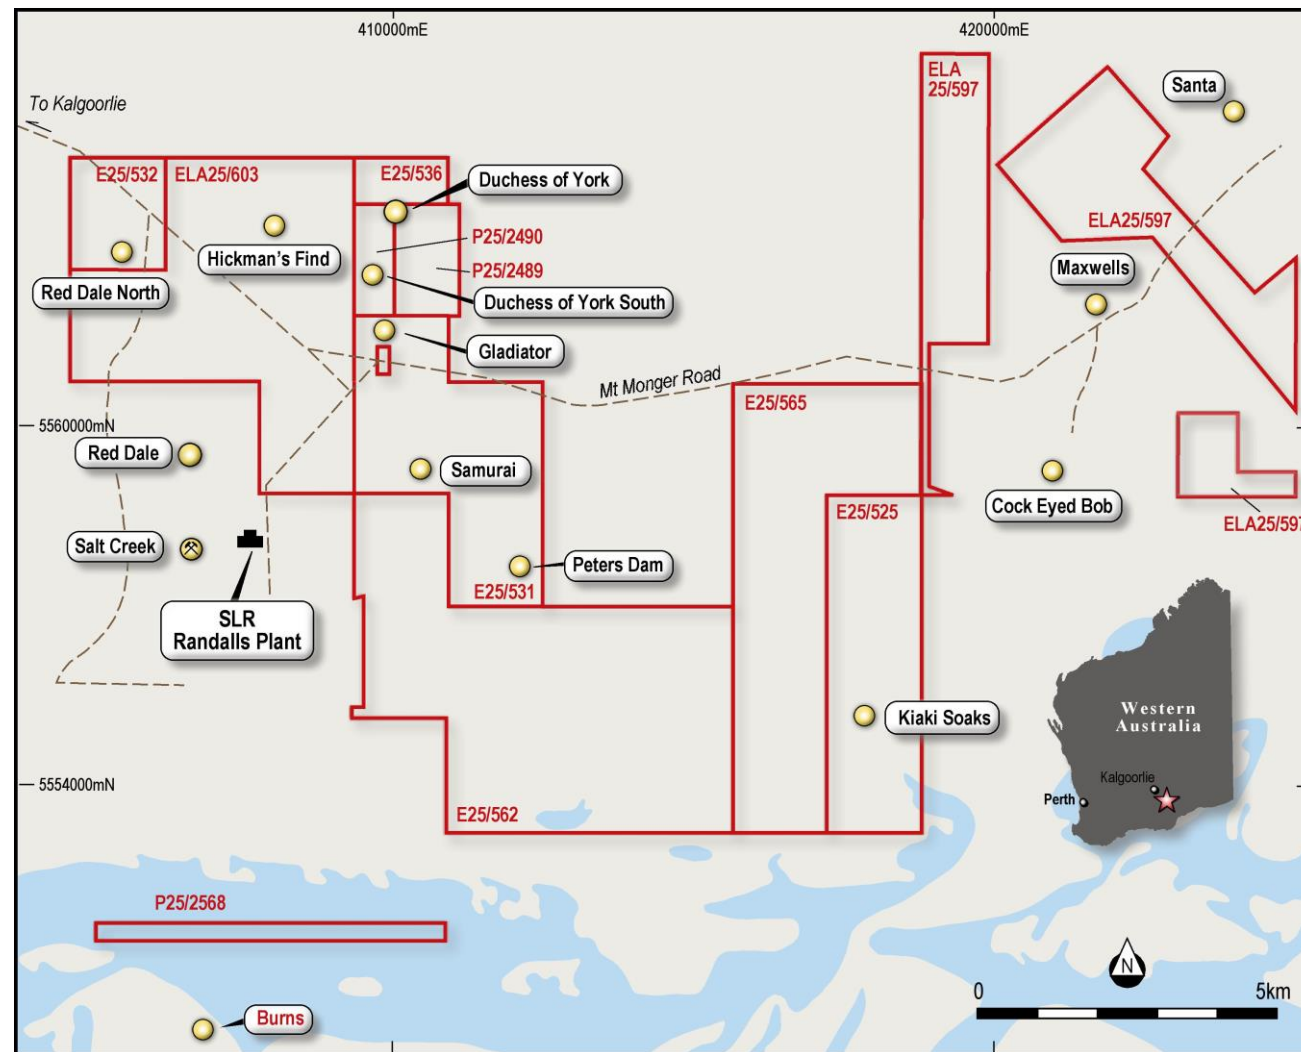 410000mE
420000mE
ELA
25/597
Santa
To Kalgoorlie
E25/532
ELA25/603
E25/536
Duchess of York
ELA25/597
P25/2490
Hickman's Find
P25/2489
Maxwells
Red Dale North
Duchess of York South
Gladiator
Mt Monger Road
E25/565
5560000mN
Red Dale
Samurai
Cock Eyed Bob
E25/525
ELA25/597
Salt Creek
Peters Dam
E25/531
SLR
Randalls Plant
Western
Australia
Kiaki Soaks
Kalgoorlie
Perth
5554000mN
E25/562
P25/2568
N
0
5km
Burns